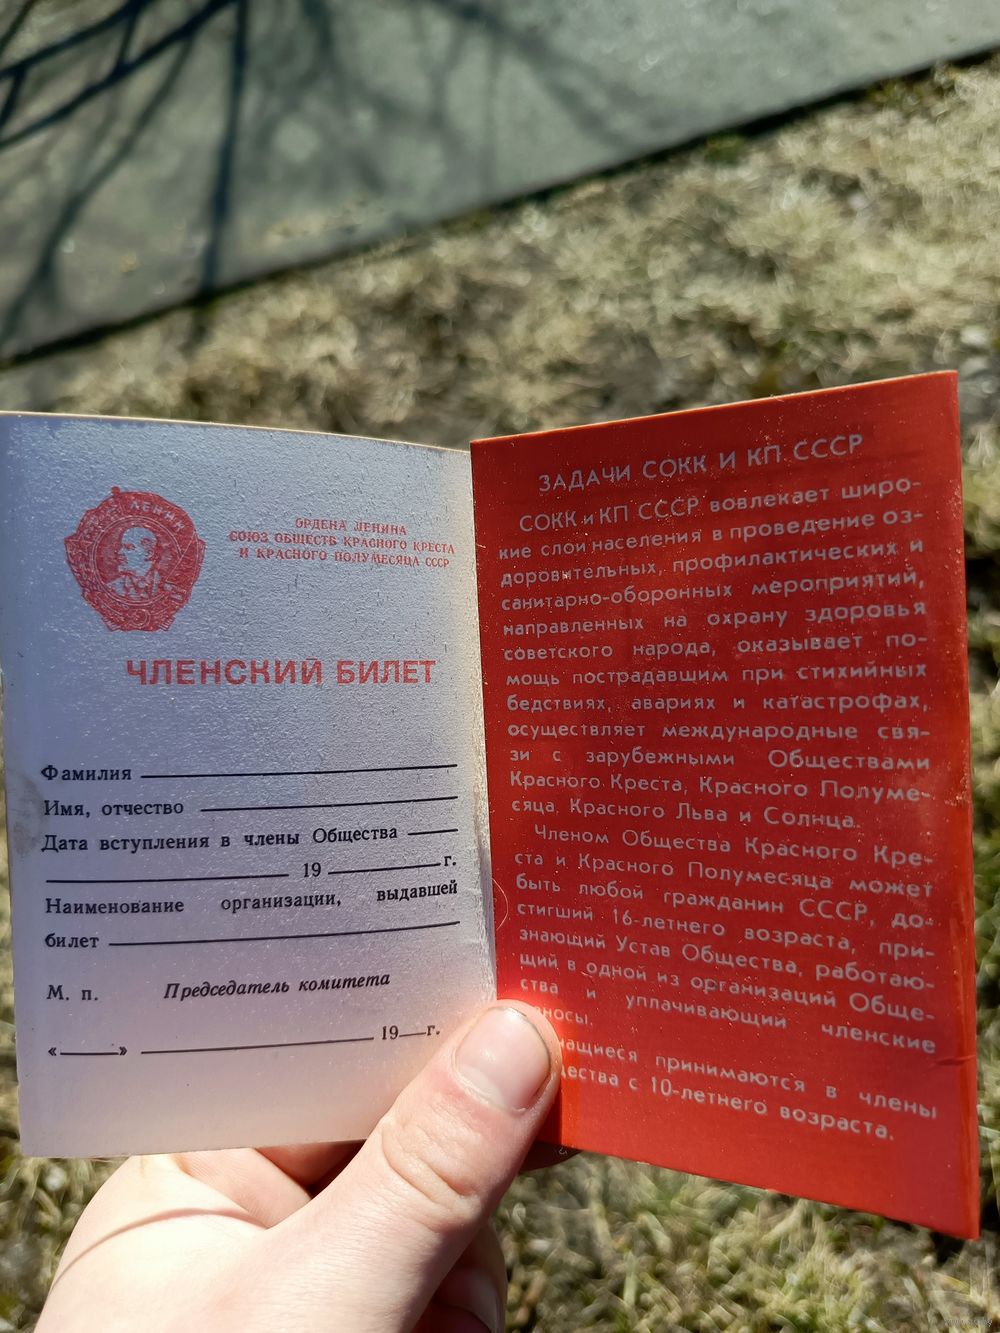 ЛЕНИН
ОРДЕНА ЛЕНИНА
СОЮЗ ОБЩЕСТВ КРАСНОГО КРЕСТА
И КРАСНОГО ПОЛУМЕСЯЦА СССР
ЧЛЕНСКИЙ БИЛЕТ
Фамилия
Имя, отчество
Дата вступления в члены Общества
19 г.
Наименование организации, выдавшей
билет
М. п. Председатель комитета
« » 19 г.
ЗАДАЧИ СОКК И КП СССР
СОКК и КП СССР вовлекает широ-
кие слои населения в проведение оз-
доровительных, профилактических и
санитарно-оборонных мероприятий,
направленных на охрану здоровья
советского народа, оказывает по-
мощь пострадавшим при стихийных
бедствиях, авариях и катастрофах,
осуществляет международные свя-
зи с зарубежными Обществами
Красного Креста, Красного Полуме-
сяца, Красного Льва и Солнца.
Членом Общества Красного Кре-
ста и Красного Полумесяца может
быть любой гражданин СССР, до-
стигший 16-летнего возраста, при-
знающий Устав Общества, работаю-
щий в одной из организаций Обще-
ства и уплачивающий членские
носы.
ащиеся принимаются в члены
щества с 10-летнего возраста.